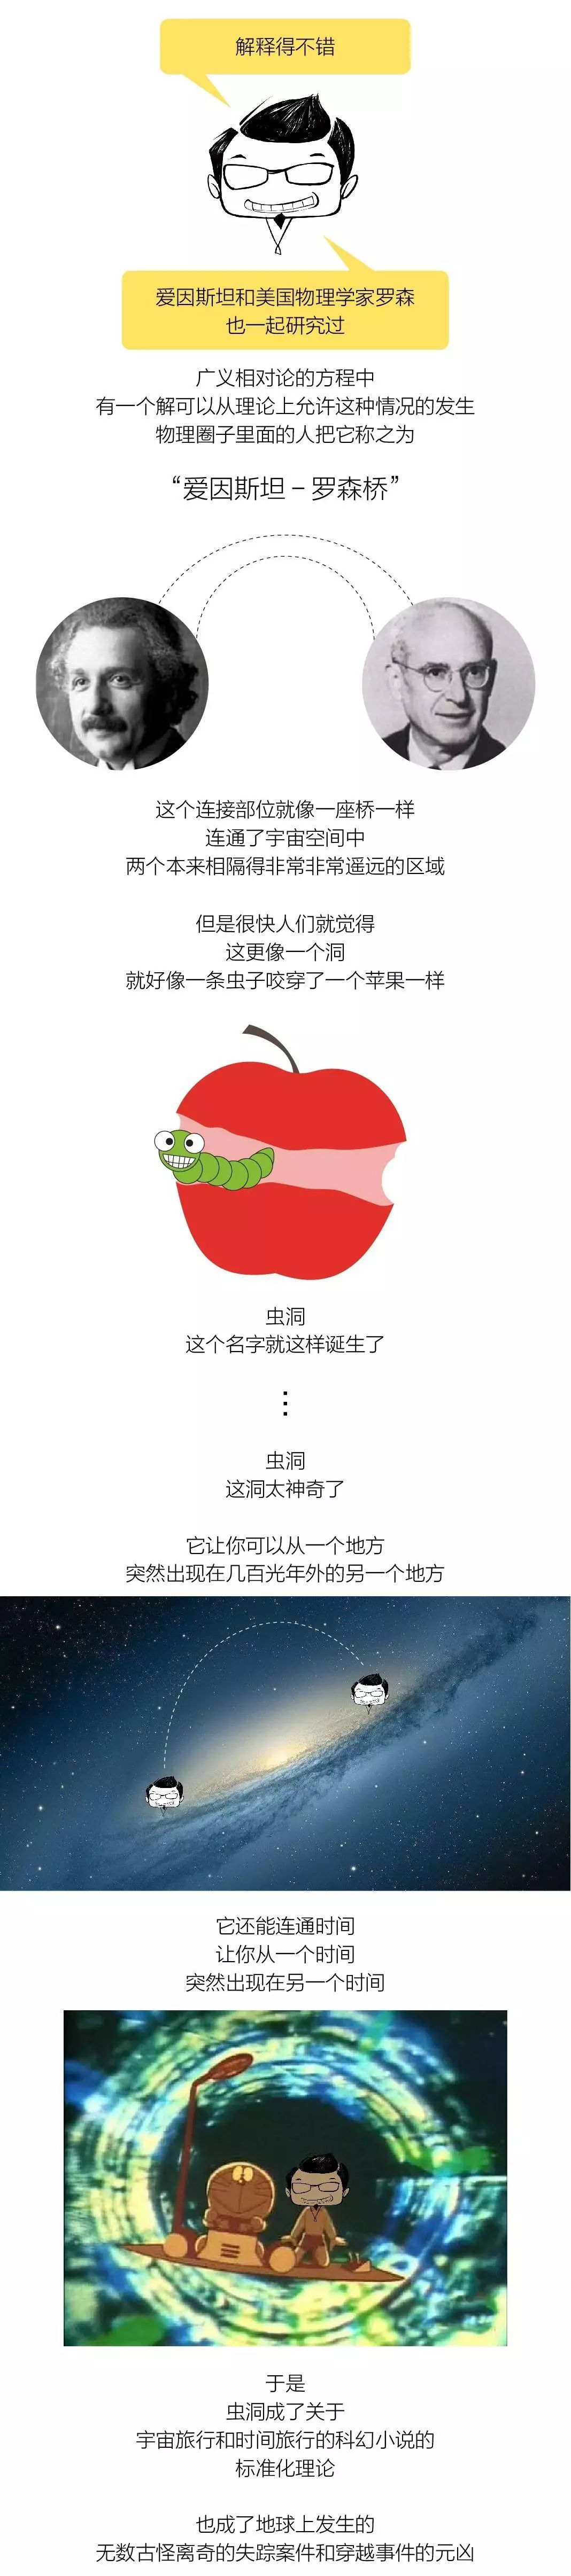 解释得不错
爱因斯坦和美国物理学家罗森
也一起研究过
广义相对论的方程中
有一个解可以从理论上允许这种情况的发生
物理圈子里面的人把它称之为
“爱因斯坦–罗森桥”
这个连接部位就像一座桥一样
连通了宇宙空间中
两个本来相隔得非常非常遥远的区域
但是很快人们就觉得
这更像一个洞
就好像一条虫子咬穿了一个苹果一样
虫洞
这个名字就这样诞生了
⋮
虫洞
这洞太神奇了
它让你可以从一个地方
突然出现在几百光年外的另一个地方
它还能连通时间
让你从一个时间
突然出现在另一个时间
于是
虫洞成了关于
宇宙旅行和时间旅行的科幻小说的
标准化理论
也成了地球上发生的
无数古怪离奇的失踪案件和穿越事件的元凶